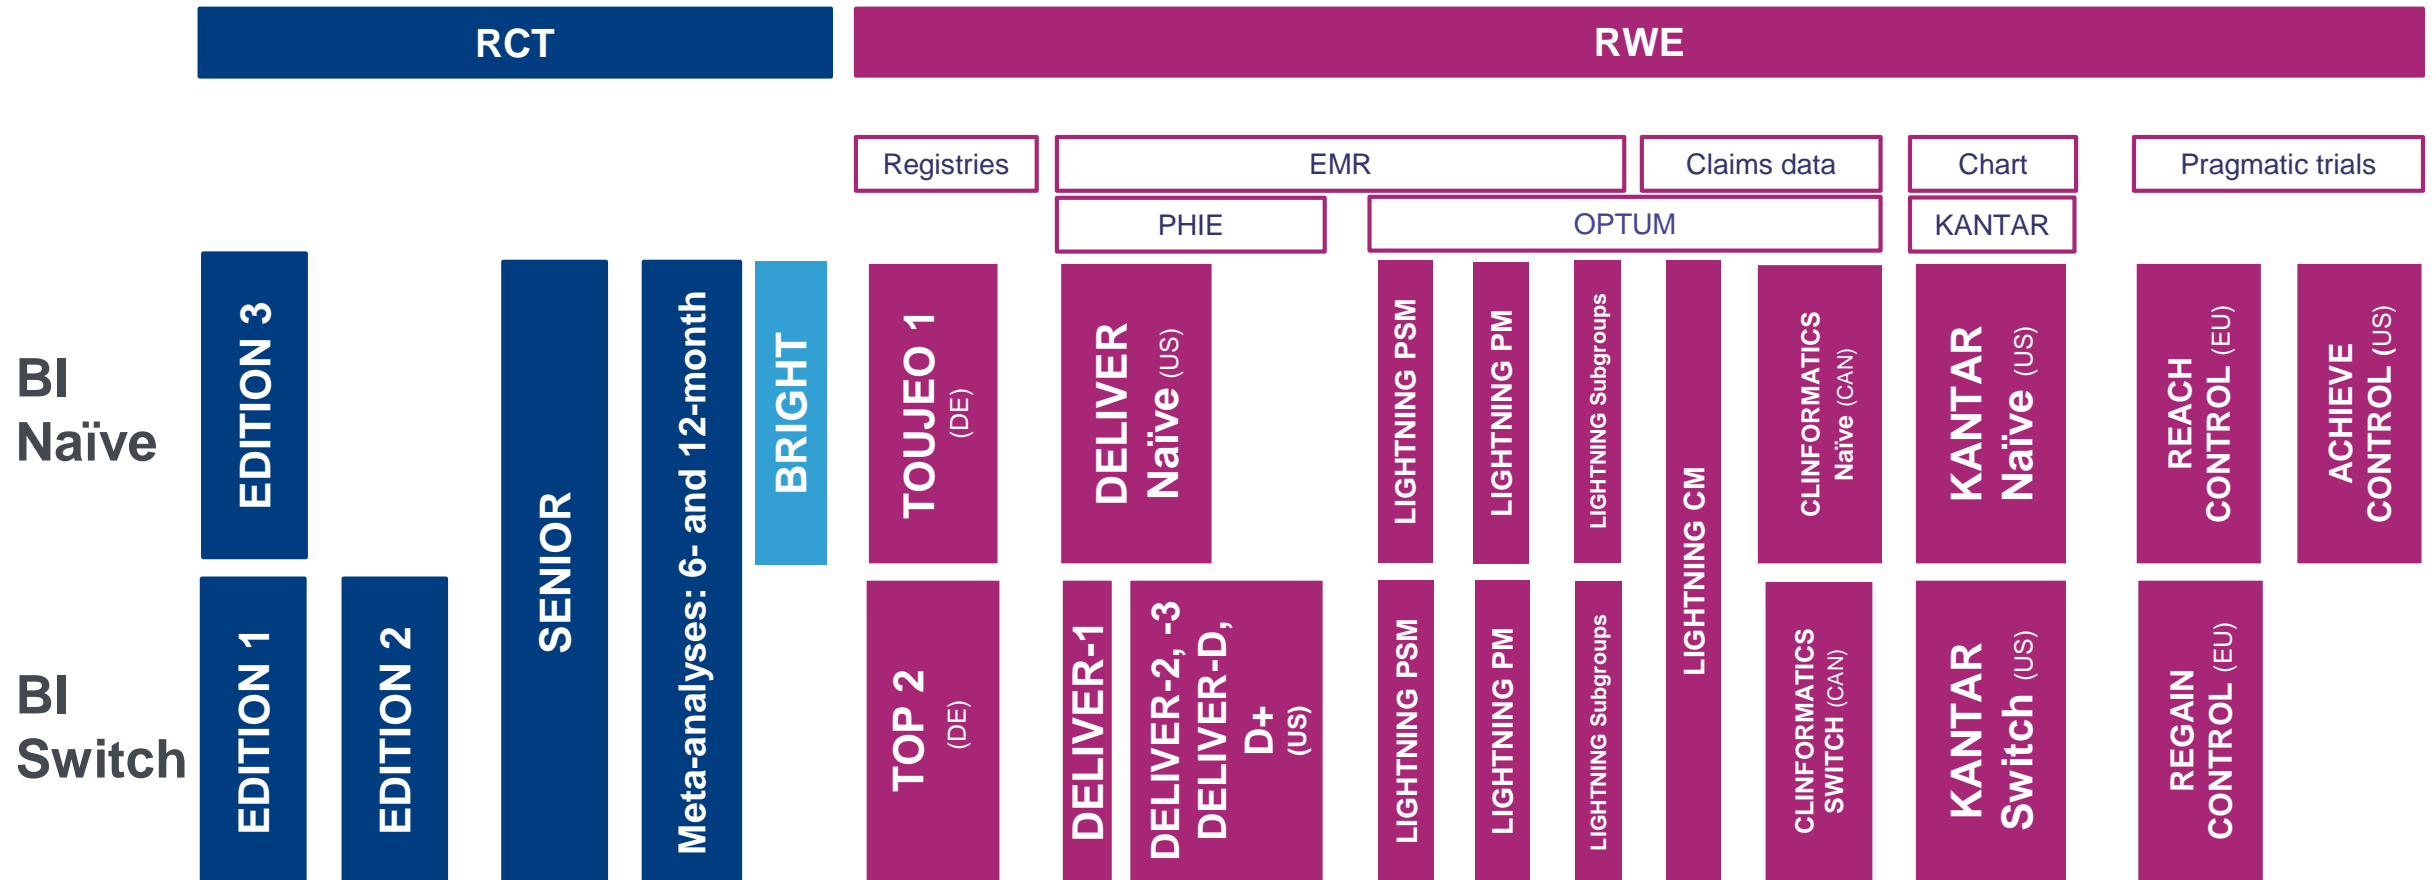 RCT
RWE
Registries
EMR
Claims data
Chart
Pragmatic trials
PHIE
OPTUM
KANTAR
BI
Naïve
EDITION 3
SENIOR
Meta-analyses: 6- and 12-month
BRIGHT
TOUJEO 1
(DE)
DELIVER
Naïve (US)
LIGHTNING PSM
LIGHTNING PM
LIGHTNING Subgroups
LIGHTNING CM
CLINFORMATICS
Naïve (CAN)
KANTAR
Naïve (US)
REACH
CONTROL (EU)
ACHIEVE
CONTROL (US)
BI
Switch
EDITION 1
EDITION 2
TOP 2
(DE)
DELIVER-1
DELIVER-2, -3
DELIVER-D,
D+
(US)
LIGHTNING PSM
LIGHTNING PM
LIGHTNING Subgroups
CLINFORMATICS
SWITCH (CAN)
KANTAR
Switch (US)
REGAIN
CONTROL (EU)